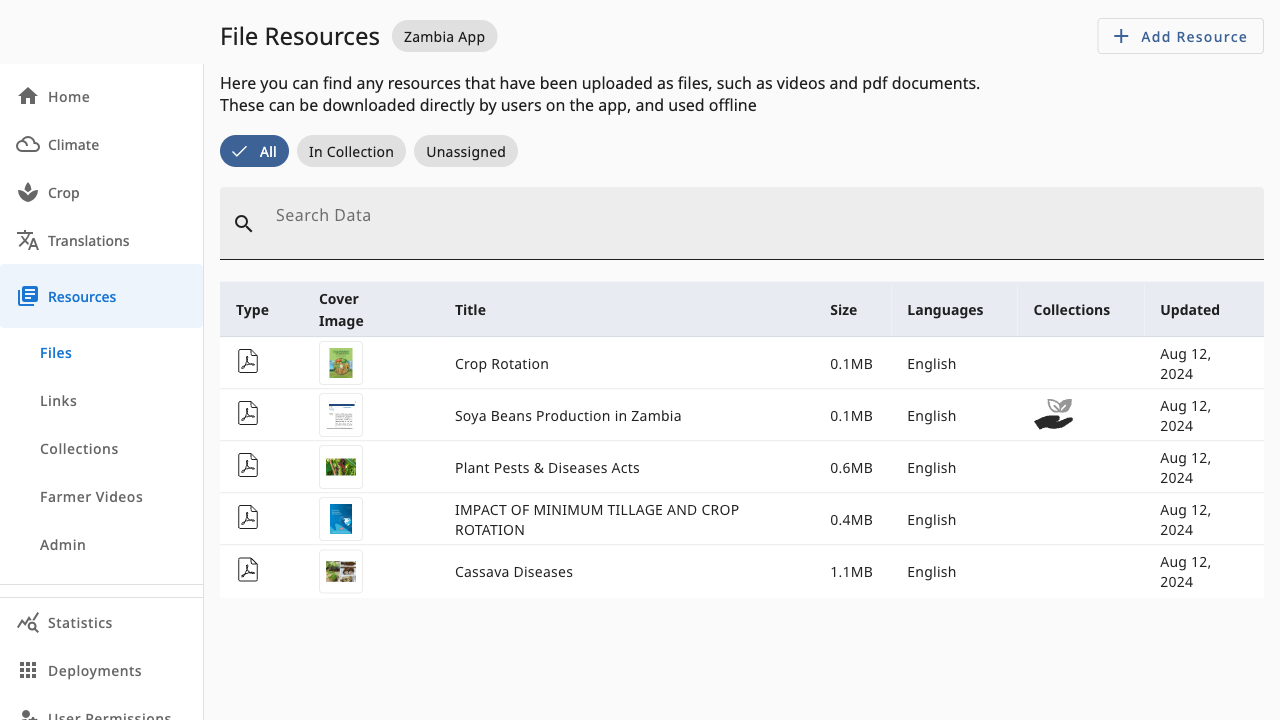 File Resources
Zambia App
Add Resource
Home
Climate
Crop
Translations
Resources
Files
Links
Collections
Farmer Videos
Admin
Statistics
Deployments
User Permissions
Here you can find any resources that have been uploaded as files, such as videos and pdf documents.
These can be downloaded directly by users on the app, and used offline
All
In Collection
Unassigned
Search Data
Type
Cover
Image
Title
Size
Languages
Collections
Updated
Crop Rotation
0.1MB
English
Aug 12,
2024
Soya Beans Production in Zambia
0.1MB
English
Aug 12,
2024
Plant Pests & Diseases Acts
0.6MB
English
Aug 12,
2024
IMPACT OF MINIMUM TILLAGE AND CROP
ROTATION
0.4MB
English
Aug 12,
2024
Cassava Diseases
1.1MB
English
Aug 12,
2024